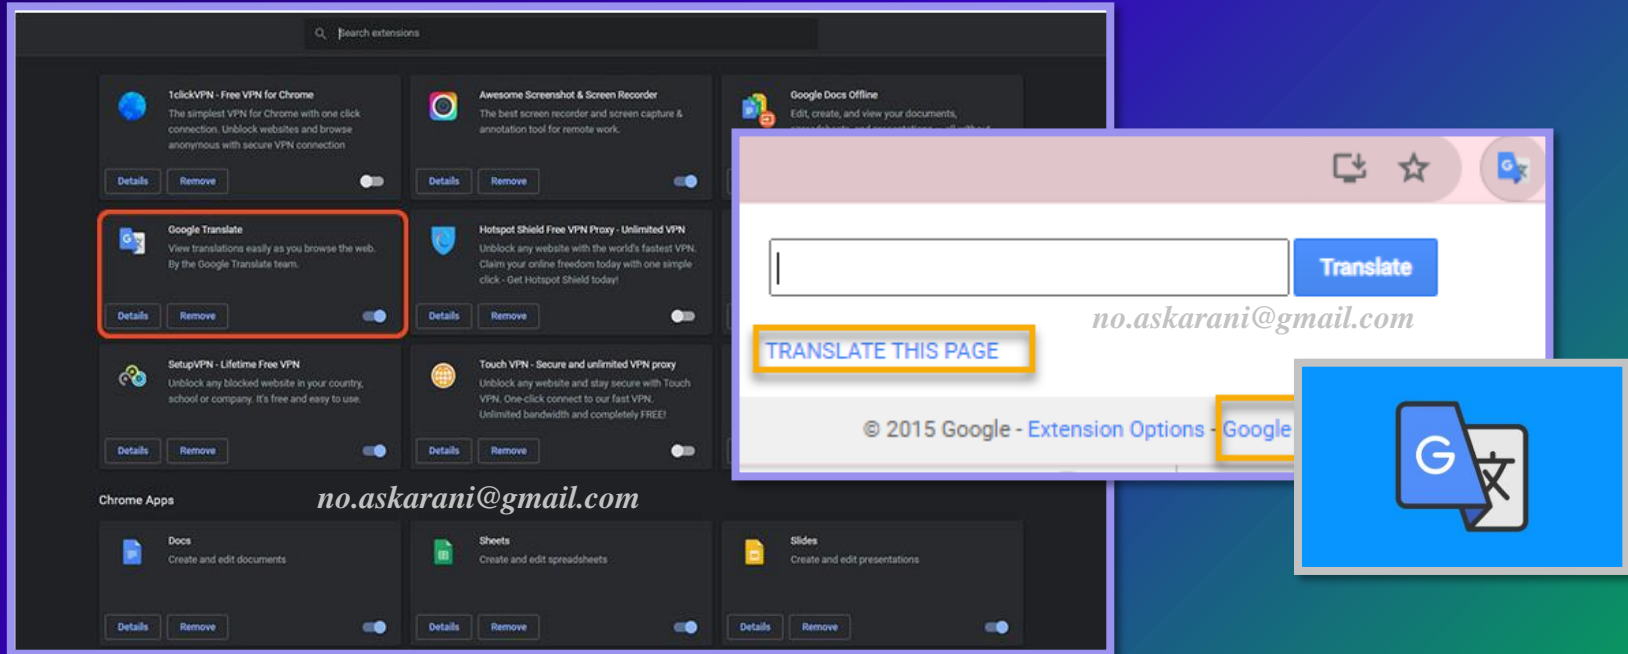 Search extensions
1clickVPN - Free VPN for Chrome
The simplest VPN for Chrome with one click
connection. Unblock websites and browse
anonymous with secure VPN connection
Details
Remove
Awesome Screenshot & Screen Recorder
The best screen recorder and screen capture &
annotation tool for remote work.
Details
Remove
Google Docs Offline
Edit, create, and view your documents,
Google Translate
View translations easily as you browse the web.
By the Google Translate team.
Details
Remove
Hotspot Shield Free VPN Proxy - Unlimited VPN
Unblock any website with the world's fastest VPN.
Claim your online freedom today with one simple
click - Get Hotspot Shield today!
Details
Remove
SetupVPN - Lifetime Free VPN
Unblock any blocked website in your country,
school or company. It's free and easy to use.
Details
Remove
Touch VPN - Secure and unlimited VPN proxy
Unblock any website and stay secure with Touch
VPN. One-click connect to our fast VPN.
Unlimited bandwidth and completely FREE!
Details
Remove
Chrome Apps
no.askarani@gmail.com
Docs
Create and edit documents
Details
Remove
Sheets
Create and edit spreadsheets
Details
Remove
Slides
Create and edit presentations
Details
Remove
Translate
no.askarani@gmail.com
TRANSLATE THIS PAGE
© 2015 Google - Extension Options - Google
G
文